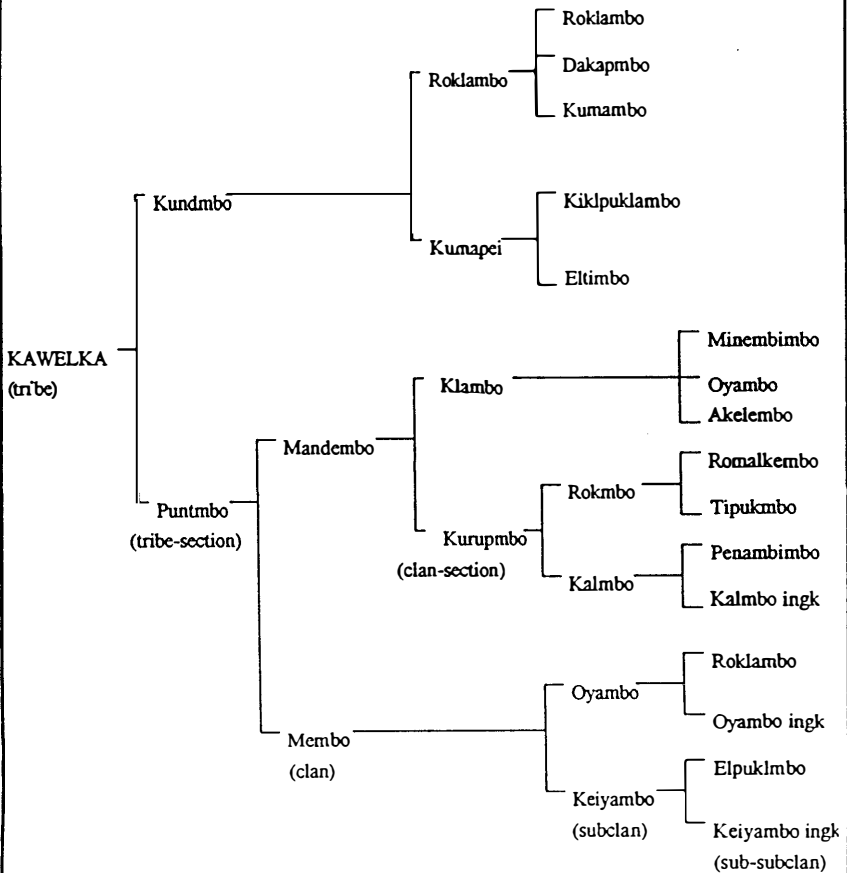 Roklambo
Dakapmbo
Roklambo
Kumambo
Kundmbo
Kiklpuklambo
Kumapei
Eltimbo
Minembimbo
KAWELKA
(tribe)
Klambo
Oyambo
Akelembo
Mandembo
Romalkembo
Rokmbo
Tipukmbo
Puntmbo
(tribe-section)
Kurupmbo
(clan-section)
Penambimbo
Kalmbo
Kalmbo ingk
Roklambo
Oyambo
Oyambo ingk
Membo
(clan)
Elpuklmbo
Keiyambo
(subclan)
Keiyambo ingk
(sub-subclan)